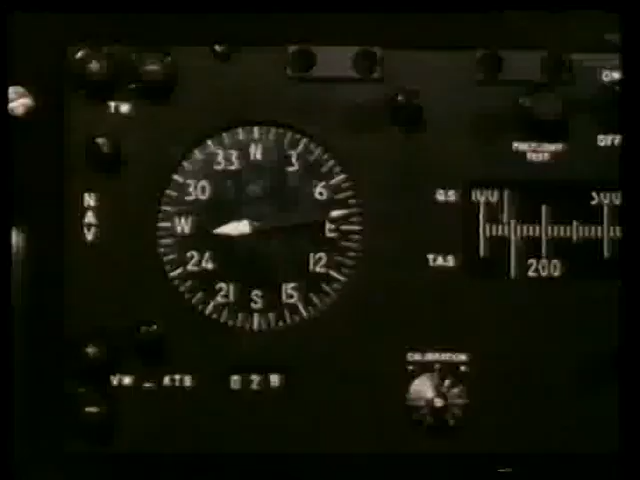 TW
N
33 3
30 6
W E
24 12
21 15
S
NAV
ON
OFF
TEST
GS 100 300
TAS 200
CALIBRATION
VW - KTS 028